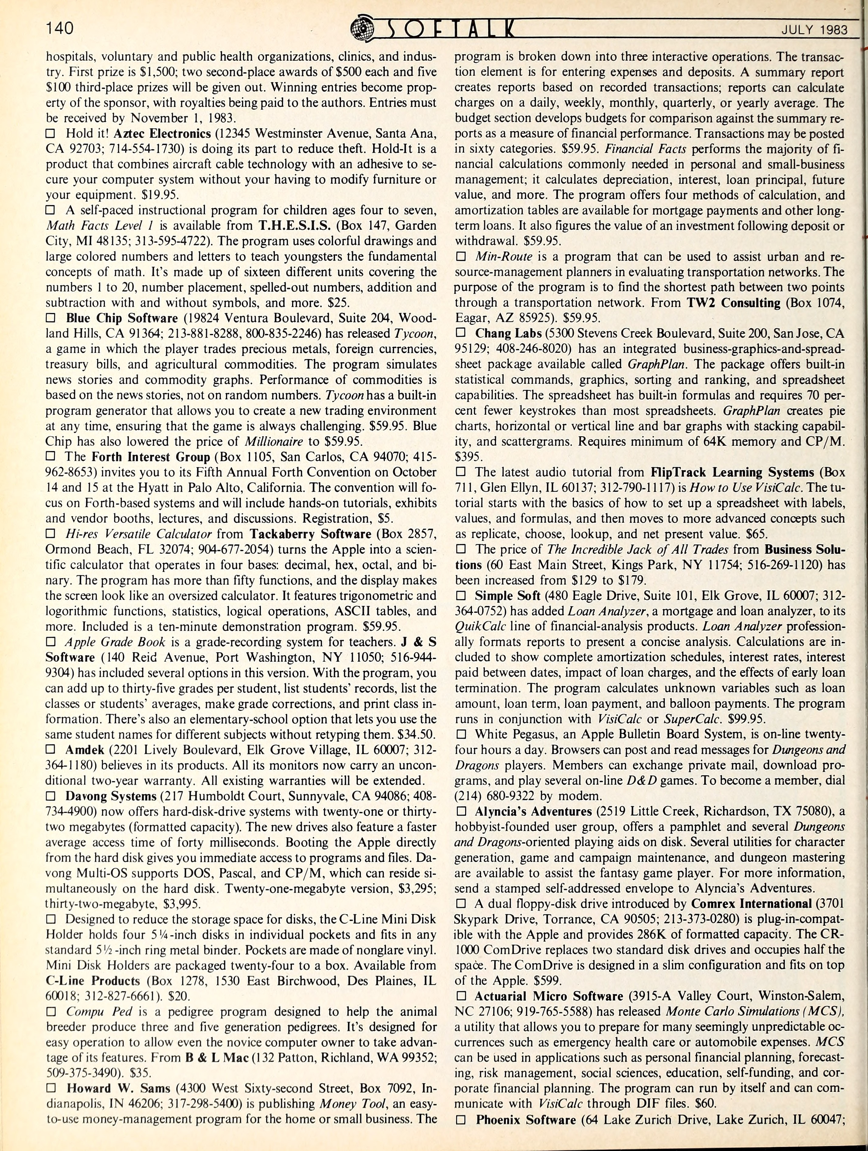 140
SOFTALK
JULY 1983
hospitals, voluntary and public health organizations, clinics, and indus-
try. First prize is $1,500; two second-place awards of $500 each and five
$100 third-place prizes will be given out. Winning entries become prop-
erty of the sponsor, with royalties being paid to the authors. Entries must
be received by November 1, 1983.
□ Hold it! Aztec Electronics (12345 Westminster Avenue, Santa Ana,
CA 92703; 714-554-1730) is doing its part to reduce theft. Hold-It is a
product that combines aircraft cable technology with an adhesive to se-
cure your computer system without your having to modify furniture or
your equipment. $19.95.
□ A self-paced instructional program for children ages four to seven,
Math Facts Level I is available from T.H.E.S.I.S. (Box 147, Garden
City, MI 48135; 313-595-4722). The program uses colorful drawings and
large colored numbers and letters to teach youngsters the fundamental
concepts of math. It's made up of sixteen different units covering the
numbers 1 to 20, number placement, spelled-out numbers, addition and
subtraction with and without symbols, and more. $25.
□ Blue Chip Software (19824 Ventura Boulevard, Suite 204, Wood-
land Hills, CA 91364; 213-881-8288, 800-835-2246) has released Tycoon,
a game in which the player trades precious metals, foreign currencies,
treasury bills, and agricultural commodities. The program simulates
news stories and commodity graphs. Performance of commodities is
based on the news stories, not on random numbers. Tycoon has a built-in
program generator that allows you to create a new trading environment
at any time, ensuring that the game is always challenging. $59.95. Blue
Chip has also lowered the price of Millionaire to $59.95.
□ The Forth Interest Group (Box 1105, San Carlos, CA 94070; 415-
962-8653) invites you to its Fifth Annual Forth Convention on October
14 and 15 at the Hyatt in Palo Alto, California. The convention will fo-
cus on Forth-based systems and will include hands-on tutorials, exhibits
and vendor booths, lectures, and discussions. Registration, $5.
□ Hi-res Versatile Calculator from Tackaberry Software (Box 2857,
Ormond Beach, FL 32074; 904-677-2054) turns the Apple into a scien-
tific calculator that operates in four bases: decimal, hex, octal, and bi-
nary. The program has more than fifty functions, and the display makes
the screen look like an oversized calculator. It features trigonometric and
logorithmic functions, statistics, logical operations, ASCII tables, and
more. Included is a ten-minute demonstration program. $59.95.
□ Apple Grade Book is a grade-recording system for teachers. J & S
Software (140 Reid Avenue, Port Washington, NY 11050; 516-944-
9304) has included several options in this version. With the program, you
can add up to thirty-five grades per student, list students' records, list the
classes or students' averages, make grade corrections, and print class in-
formation. There's also an elementary-school option that lets you use the
same student names for different subjects without retyping them. $34.50.
□ Amdek (2201 Lively Boulevard, Elk Grove Village, IL 60007; 312-
364-1180) believes in its products. All its monitors now carry an uncon-
ditional two-year warranty. All existing warranties will be extended.
□ Davong Systems (217 Humboldt Court, Sunnyvale, CA 94086; 408-
734-4900) now offers hard-disk-drive systems with twenty-one or thirty-
two megabytes (formatted capacity). The new drives also feature a faster
average access time of forty milliseconds. Booting the Apple directly
from the hard disk gives you immediate access to programs and files. Da-
vong Multi-OS supports DOS, Pascal, and CP/M, which can reside si-
multaneously on the hard disk. Twenty-one-megabyte version, $3,295;
thirty-two-megabyte, $3,995.
□ Designed to reduce the storage space for disks, the C-Line Mini Disk
Holder holds four 5¼-inch disks in individual pockets and fits in any
standard 5½-inch ring metal binder. Pockets are made of nonglare vinyl.
Mini Disk Holders are packaged twenty-four to a box. Available from
C-Line Products (Box 1278, 1530 East Birchwood, Des Plaines, IL
60018; 312-827-6661). $20.
□ Compu Ped is a pedigree program designed to help the animal
breeder produce three and five generation pedigrees. It's designed for
easy operation to allow even the novice computer owner to take advan-
tage of its features. From B & L Mac (132 Patton, Richland, WA 99352;
509-375-3490). $35.
□ Howard W. Sams (4300 West Sixty-second Street, Box 7092, In-
dianapolis, IN 46206; 317-298-5400) is publishing Money Tool, an easy-
to-use money-management program for the home or small business. The
program is broken down into three interactive operations. The transac-
tion element is for entering expenses and deposits. A summary report
creates reports based on recorded transactions; reports can calculate
charges on a daily, weekly, monthly, quarterly, or yearly average. The
budget section develops budgets for comparison against the summary re-
ports as a measure of financial performance. Transactions may be posted
in sixty categories. $59.95. Financial Facts performs the majority of fi-
nancial calculations commonly needed in personal and small-business
management; it calculates depreciation, interest, loan principal, future
value, and more. The program offers four methods of calculation, and
amortization tables are available for mortgage payments and other long-
term loans. It also figures the value of an investment following deposit or
withdrawal. $59.95.
□ Min-Route is a program that can be used to assist urban and re-
source-management planners in evaluating transportation networks. The
purpose of the program is to find the shortest path between two points
through a transportation network. From TW2 Consulting (Box 1074,
Eagar, AZ 85925). $59.95.
□ Chang Labs (5300 Stevens Creek Boulevard, Suite 200, San Jose, CA
95129; 408-246-8020) has an integrated business-graphics-and-spread-
sheet package available called GraphPlan. The package offers built-in
statistical commands, graphics, sorting and ranking, and spreadsheet
capabilities. The spreadsheet has built-in formulas and requires 70 per-
cent fewer keystrokes than most spreadsheets. GraphPlan creates pie
charts, horizontal or vertical line and bar graphs with stacking capabil-
ity, and scattergrams. Requires minimum of 64K memory and CP/M.
$395.
□ The latest audio tutorial from FlipTrack Learning Systems (Box
711, Glen Ellyn, IL 60137; 312-790-1117) is How to Use VisiCalc. The tu-
torial starts with the basics of how to set up a spreadsheet with labels,
values, and formulas, and then moves to more advanced concepts such
as replicate, choose, lookup, and net present value. $65.
□ The price of The Incredible Jack of All Trades from Business Solu-
tions (60 East Main Street, Kings Park, NY 11754; 516-269-1120) has
been increased from $129 to $179.
□ Simple Soft (480 Eagle Drive, Suite 101, Elk Grove, IL 60007; 312-
364-0752) has added Loan Analyzer, a mortgage and loan analyzer, to its
QuikCalc line of financial-analysis products. Loan Analyzer profession-
ally formats reports to present a concise analysis. Calculations are in-
cluded to show complete amortization schedules, interest rates, interest
paid between dates, impact of loan charges, and the effects of early loan
termination. The program calculates unknown variables such as loan
amount, loan term, loan payment, and balloon payments. The program
runs in conjunction with VisiCalc or SuperCalc. $99.95.
□ White Pegasus, an Apple Bulletin Board System, is on-line twenty-
four hours a day. Browsers can post and read messages for Dungeons and
Dragons players. Members can exchange private mail, download pro-
grams, and play several on-line D&D games. To become a member, dial
(214) 680-9322 by modem.
□ Alyncia's Adventures (2519 Little Creek, Richardson, TX 75080), a
hobbyist-founded user group, offers a pamphlet and several Dungeons
and Dragons-oriented playing aids on disk. Several utilities for character
generation, game and campaign maintenance, and dungeon mastering
are available to assist the fantasy game player. For more information,
send a stamped self-addressed envelope to Alyncia's Adventures.
□ A dual floppy-disk drive introduced by Comrex International (3701
Skypark Drive, Torrance, CA 90505; 213-373-0280) is plug-in-compat-
ible with the Apple and provides 286K of formatted capacity. The CR-
1000 ComDrive replaces two standard disk drives and occupies half the
space. The ComDrive is designed in a slim configuration and fits on top
of the Apple. $599.
□ Actuarial Micro Software (3915-A Valley Court, Winston-Salem,
NC 27106; 919-765-5588) has released Monte Carlo Simulations (MCS),
a utility that allows you to prepare for many seemingly unpredictable oc-
currences such as emergency health care or automobile expenses. MCS
can be used in applications such as personal financial planning, forecast-
ing, risk management, social sciences, education, self-funding, and cor-
porate financial planning. The program can run by itself and can com-
municate with VisiCalc through DIF files. $60.
□ Phoenix Software (64 Lake Zurich Drive, Lake Zurich, IL 60047;